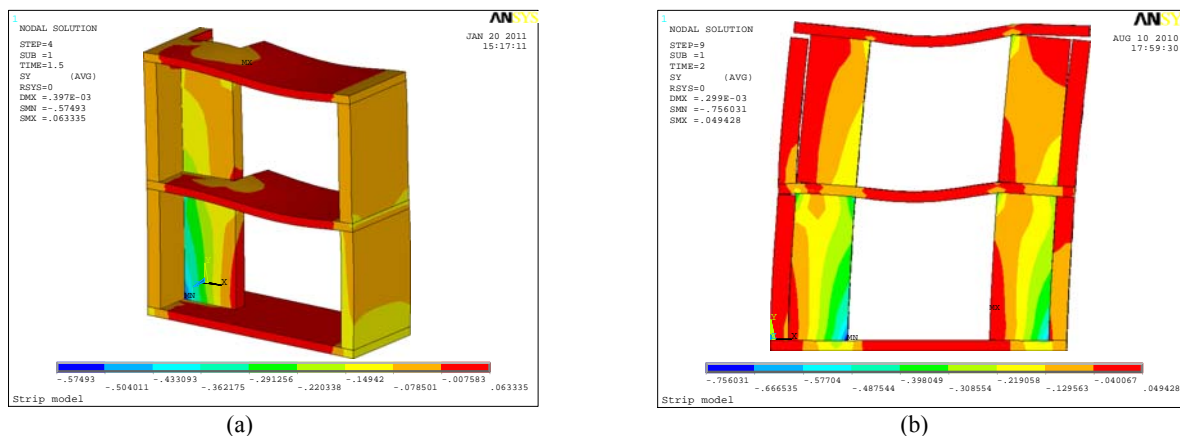 1
ANSYS
NODAL SOLUTION
JAN 20 2011
15:17:11
STEP=4
SUB =1
TIME=1.5
SY (AVG)
RSYS=0
DMX =.397E-03
SMN =-.57493
SMX =.063335
MX
X
MN
-.57493
-.504011
-.433093
-.362175
-.291256
-.220338
-.14942
-.078501
-.007583
.063335
Strip model
(a)
1
ANSYS
NODAL SOLUTION
AUG 10 2010
17:59:30
STEP=9
SUB =1
TIME=2
SY (AVG)
RSYS=0
DMX =.299E-03
SMN =-.756031
SMX =.049428
MX
Y
X
MN
-.756031
-.666535
-.57704
-.487544
-.398049
-.308554
-.219058
-.129563
-.040067
.049428
Strip model
(b)